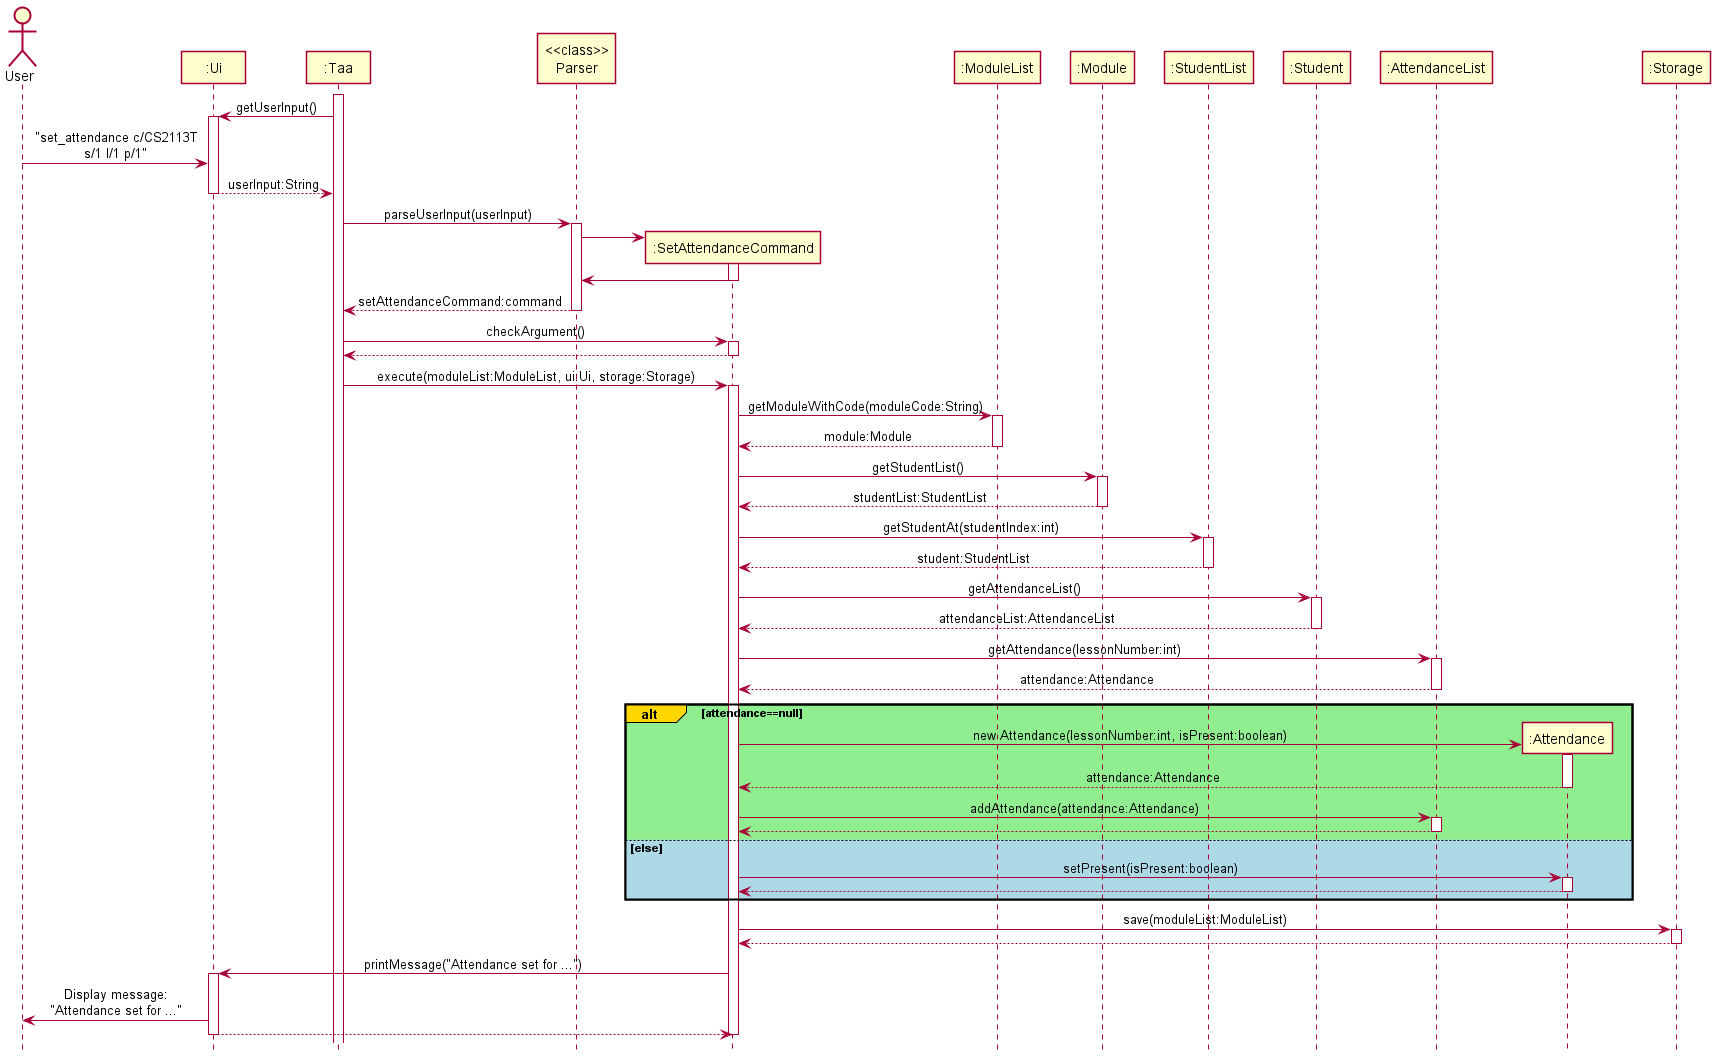 User
:Ui
:Taa
<<class>>
Parser
:ModuleList
:Module
:StudentList
:Student
:AttendanceList
:Storage
getUserInput()
"set_attendance c/CS2113T
s/1 l/1 p/1"
userInput:String
parseUserInput(userInput)
:SetAttendanceCommand
setAttendanceCommand:command
checkArgument()
execute(moduleList:ModuleList, ui:Ui, storage:Storage)
getModuleWithCode(moduleCode:String)
module:Module
getStudentList()
studentList:StudentList
getStudentAt(studentIndex:int)
student:StudentList
getAttendanceList()
attendanceList:AttendanceList
getAttendance(lessonNumber:int)
attendance:Attendance
alt
[attendance==null]
new Attendance(lessonNumber:int, isPresent:boolean)
:Attendance
attendance:Attendance
addAttendance(attendance:Attendance)
[else]
setPresent(isPresent:boolean)
save(moduleList:ModuleList)
printMessage("Attendance set for ...")
Display message:
"Attendance set for ..."